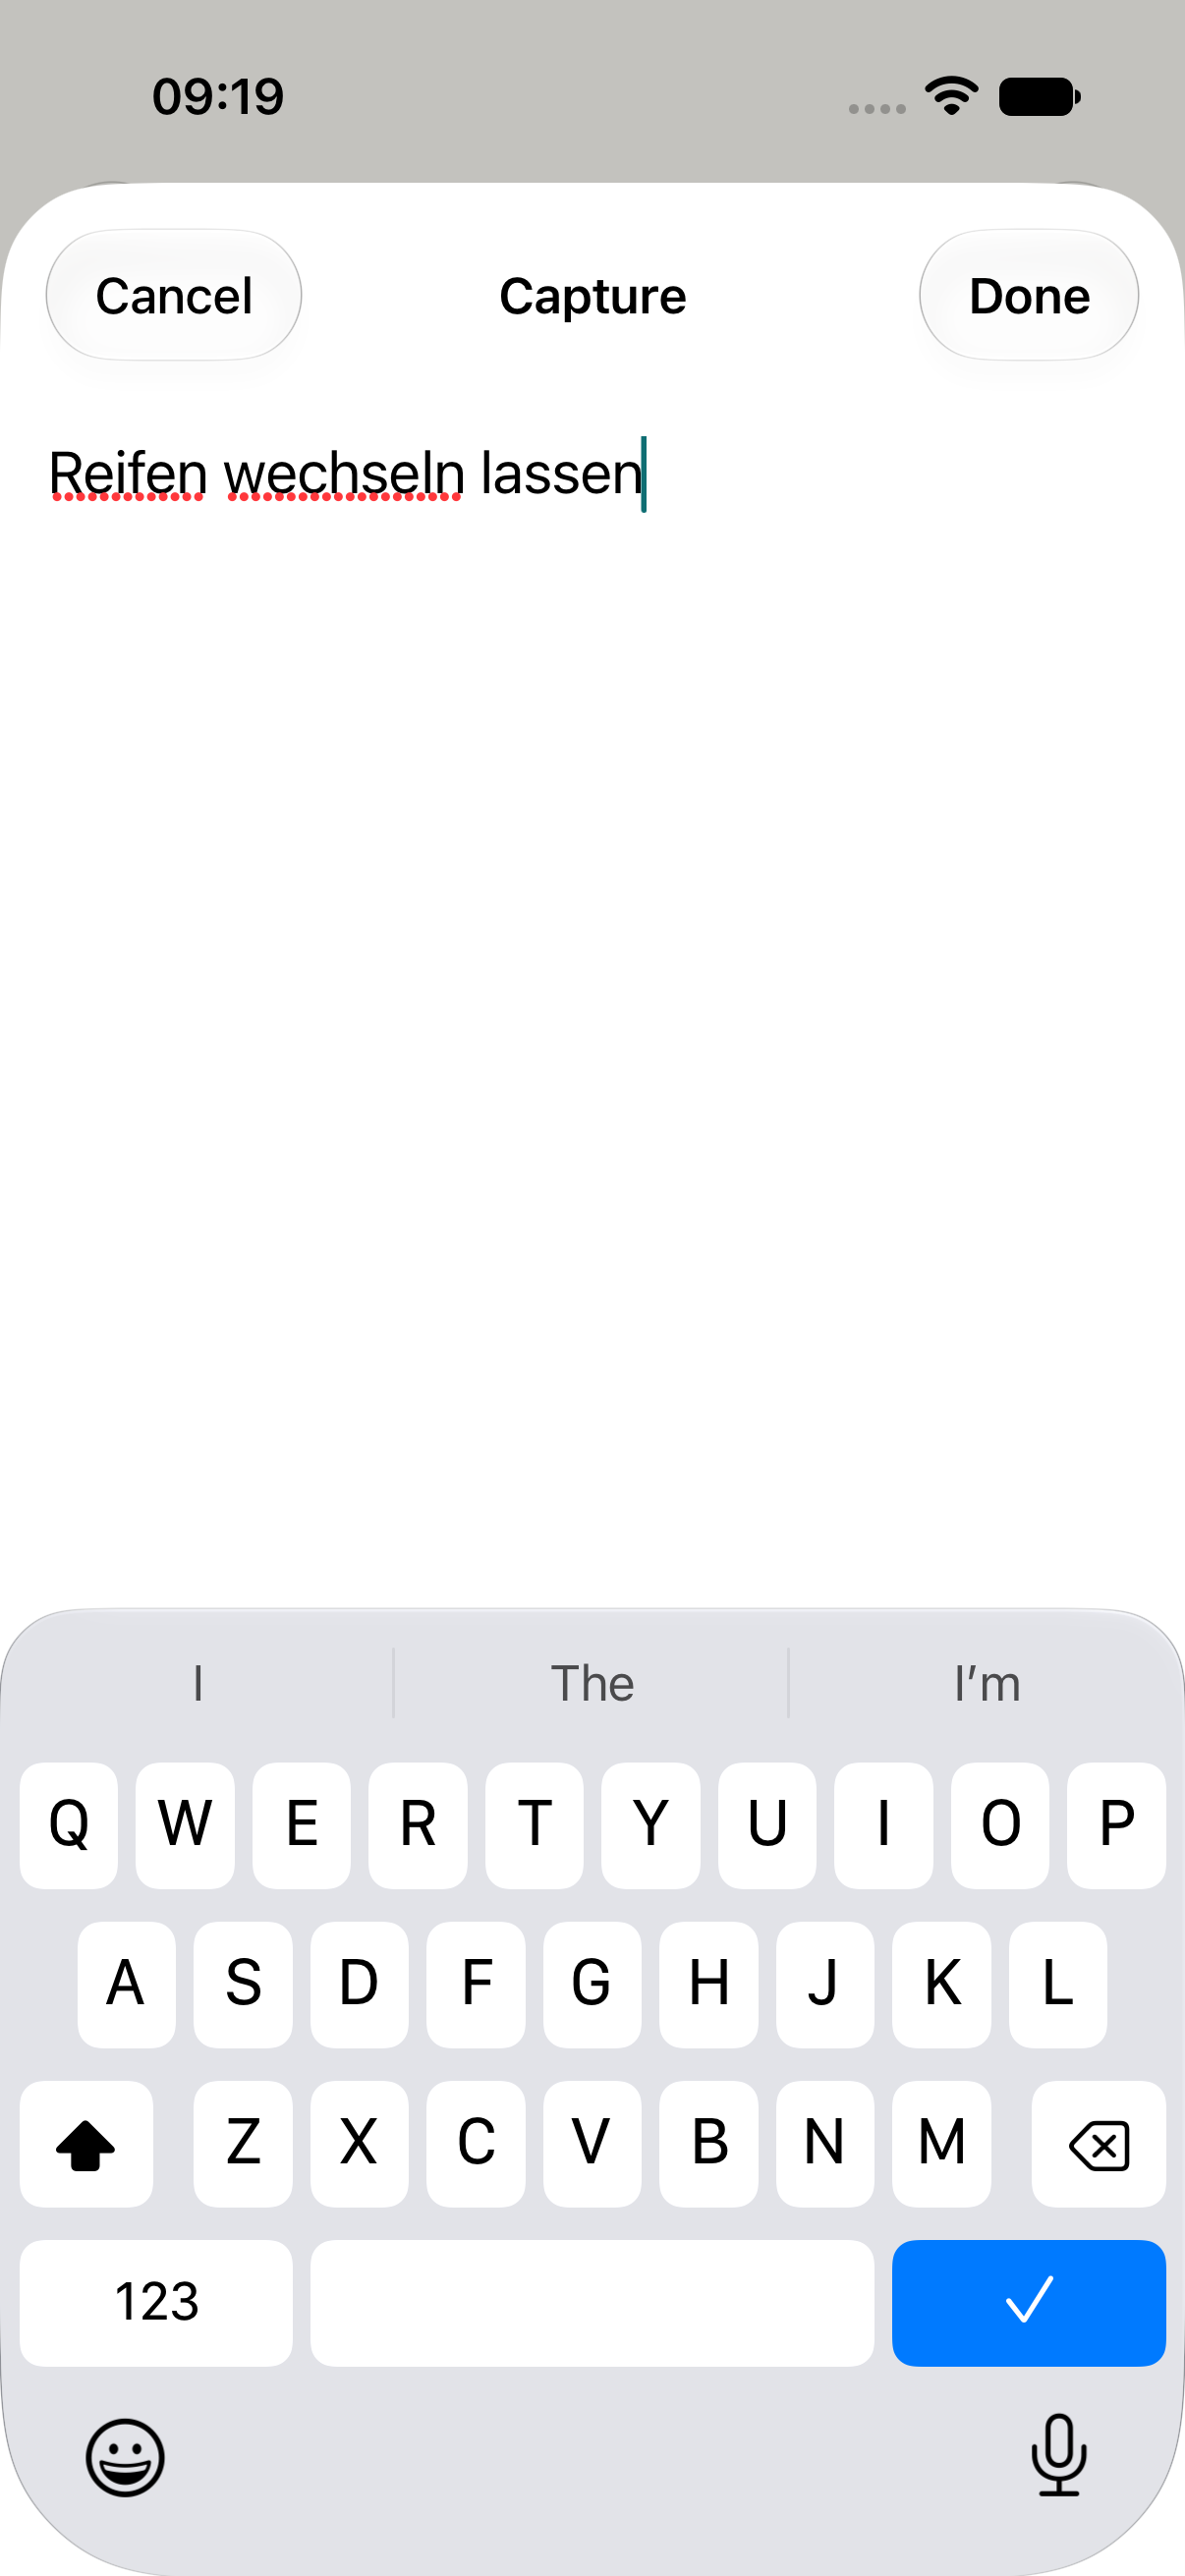 09:19
Cancel Capture Done
Reifen wechseln lassen
I The I’m
Q W E R T Y U I O P
A S D F G H J K L
Z X C V B N M
123